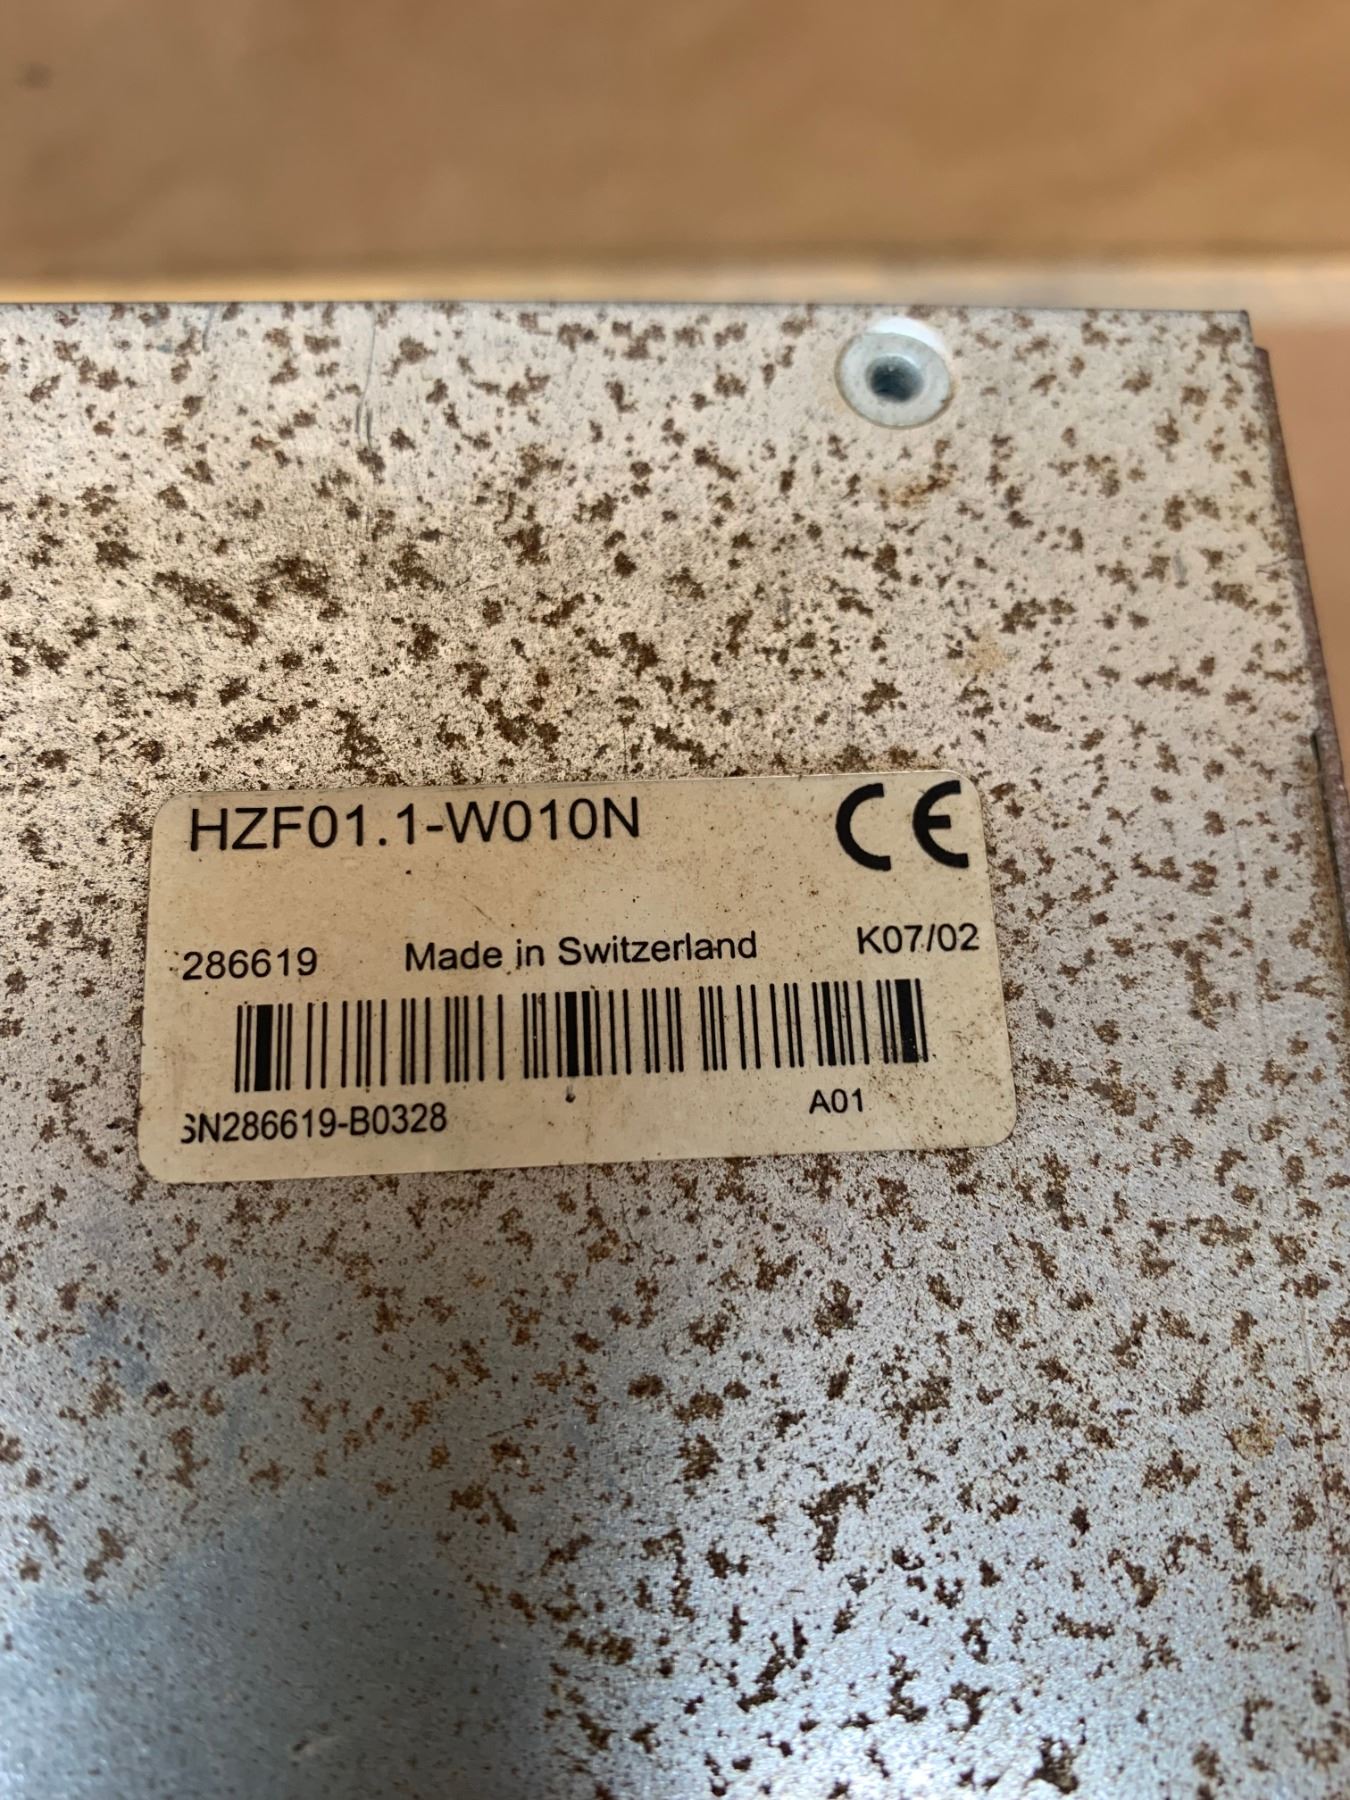 HZF01.1-W010N CE
286619 Made in Switzerland K07/02
SN286619-B0328 A01